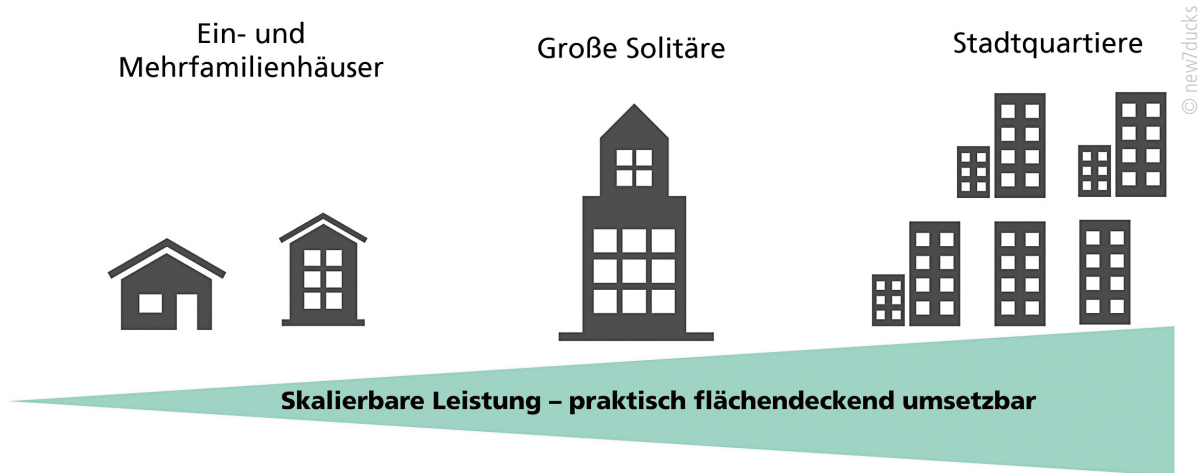 Ein- und
Mehrfamilienhäuser
Große Solitäre
Stadtquartiere
© new7ducks
Skalierbare Leistung – praktisch flächendeckend umsetzbar